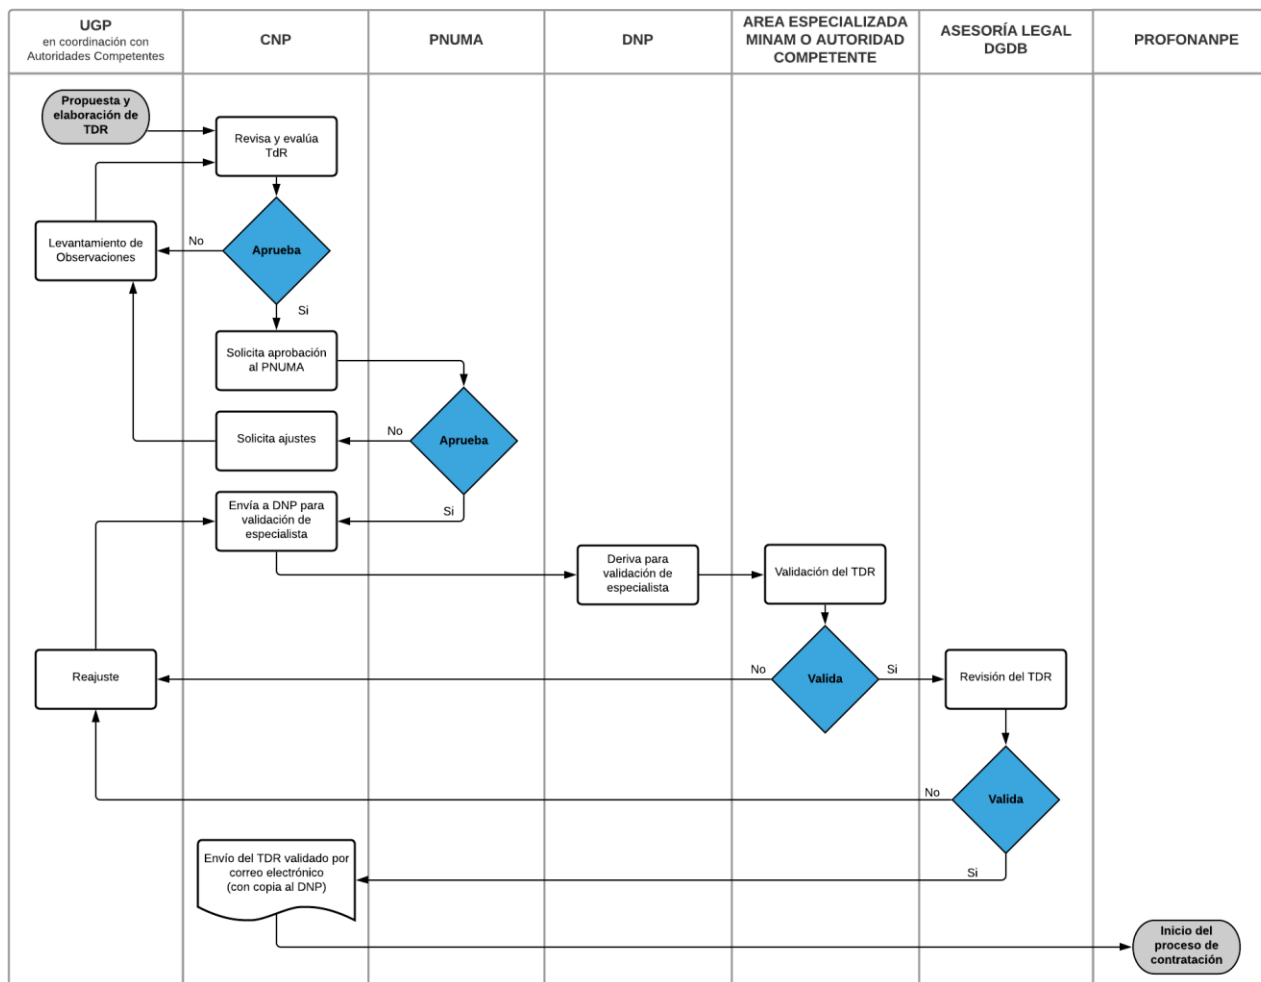 UGP
en coordinación con
Autoridades Competentes
CNP
PNUMA
DNP
AREA ESPECIALIZADA
MINAM O AUTORIDAD
COMPETENTE
ASESORÍA LEGAL
DGDB
PROFONANPE
Propuesta y
elaboración de
TDR
Revisa y evalúa
TdR
Levantamiento de
Observaciones
No
Aprueba
Si
Solicita aprobación
al PNUMA
Solicita ajustes
No
Aprueba
Si
Envía a DNP para
validación de
especialista
Deriva para
validación de
especialista
Validación del TDR
Reajuste
No
Valida
Si
Revisión del TDR
No
Valida
Si
Envío del TDR validado por
correo electrónico
(con copia al DNP)
Inicio del
proceso de
contratación